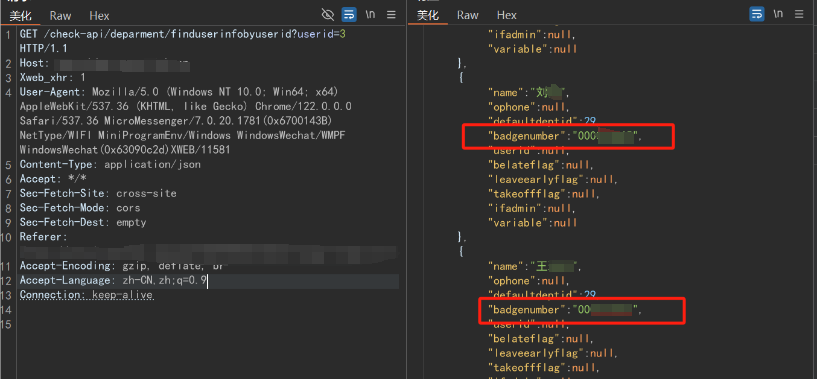 美化 Raw Hex \n
1 GET /check-api/deparment/finduserinfobyuserid?userid=3
HTTP/1.1
2 Host:
3 Xweb_xhr: 1
4 User-Agent: Mozilla/5.0 (Windows NT 10.0; Win64; x64)
AppleWebKit/537.36 (KHTML, like Gecko) Chrome/122.0.0.0
Safari/537.36 MicroMessenger/7.0.20.1781(0x6700143B)
NetType/WIFI MiniProgramEnv/Windows WindowsWechat/WMPF
WindowsWechat(0x63090c2d)XWEB/11581
5 Content-Type: application/json
6 Accept: */*
7 Sec-Fetch-Site: cross-site
8 Sec-Fetch-Mode: cors
9 Sec-Fetch-Dest: empty
10 Referer:
11 Accept-Encoding: gzip, deflate, br
12 Accept-Language: zh-CN,zh;q=0.9
13 Connection: keep-alive
14
15
美化 Raw Hex \n
"ifadmin":null,
"variable":null
},
{
"name":"刘
"ophone":null,
"defaultdeptid":29,
"badgenumber":"000
"userid":null,
"belateflag":null,
"leaveearlyflag":null,
"takeoffflag":null,
"ifadmin":null,
"variable":null
},
{
"name":"王
"ophone":null,
"defaultdeptid":29,
"badgenumber":"00
"userid":null,
"belateflag":null,
"leaveearlyflag":null,
"takeoffflag":null,